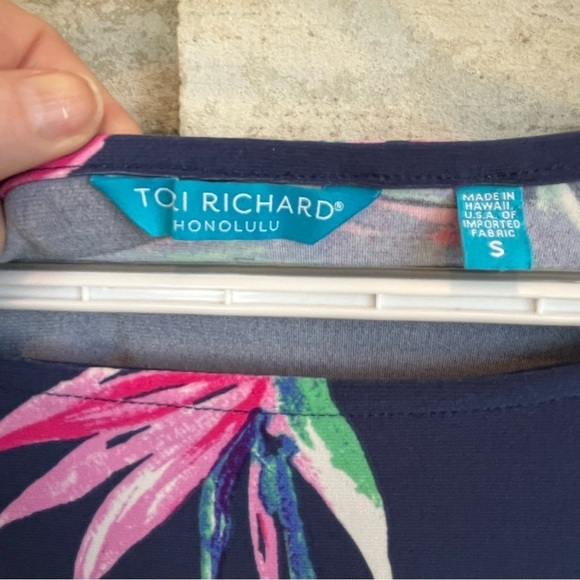 TORI RICHARD®
HONOLULU
MADE IN
HAWAII,
U.S.A. OF
IMPORTED
FABRIC
S